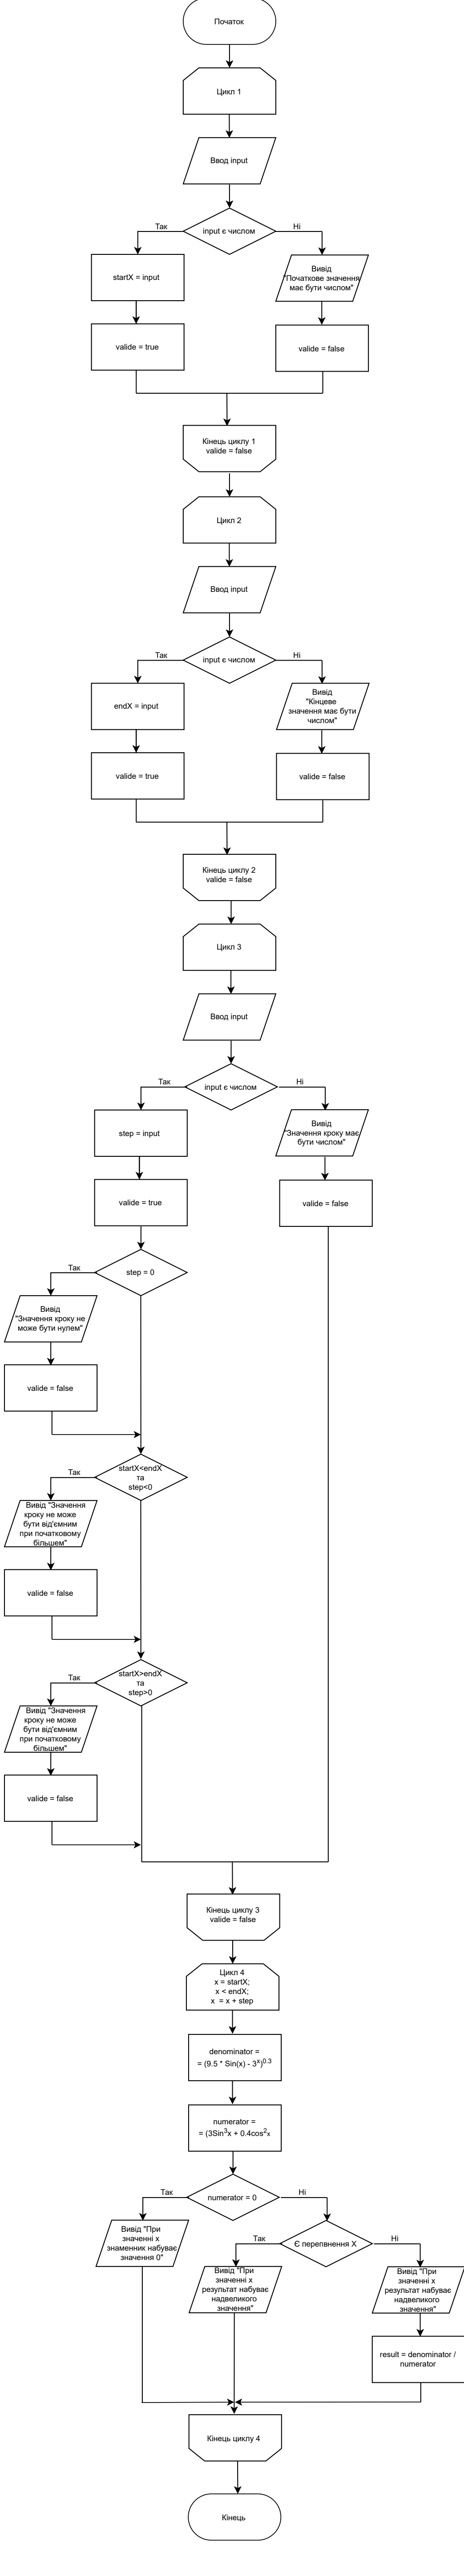 Початок
Цикл 1
Ввод input
input є числом
Так
Ні
startX = input
Вивід
"Початкове значення
має бути числом"
valide = true
valide = false
Кінець циклу 1
valide = false
Цикл 2
Ввод input
input є числом
Так
Ні
endX = input
Вивід
"Кінцеве
значення має бути
числом"
valide = true
valide = false
Кінець циклу 2
valide = false
Цикл 3
Ввод input
input є числом
Так
Ні
step = input
Вивід
"Значення кроку має
бути числом"
valide = true
valide = false
step = 0
Так
Вивід
"Значення кроку не
може бути нулем"
valide = false
startX<endX
та
step<0
Так
Вивід "Значення
кроку не може
бути від'ємним
при початковому
більшем"
valide = false
startX>endX
та
step>0
Так
Вивід "Значення
кроку не може
бути від'ємним
при початковому
більшем"
valide = false
Кінець циклу 3
valide = false
Цикл 4
x = startX;
x < endX;
x = x + step
denominator =
= (9.5 * Sin(x) - 3ˣ)⁰·³
numerator =
= (3Sin³x + 0.4cos²x
numerator = 0
Так
Ні
Вивід "При
значенні x
знаменник набуває
значення 0"
Є перепвнення X
Так
Ні
Вивід "При
значенні x
результат набуває
надвеликого
значення"
Вивід "При
значенні x
результат набуває
надвеликого
значення"
result = denominator /
numerator
Кінець циклу 4
Кінець